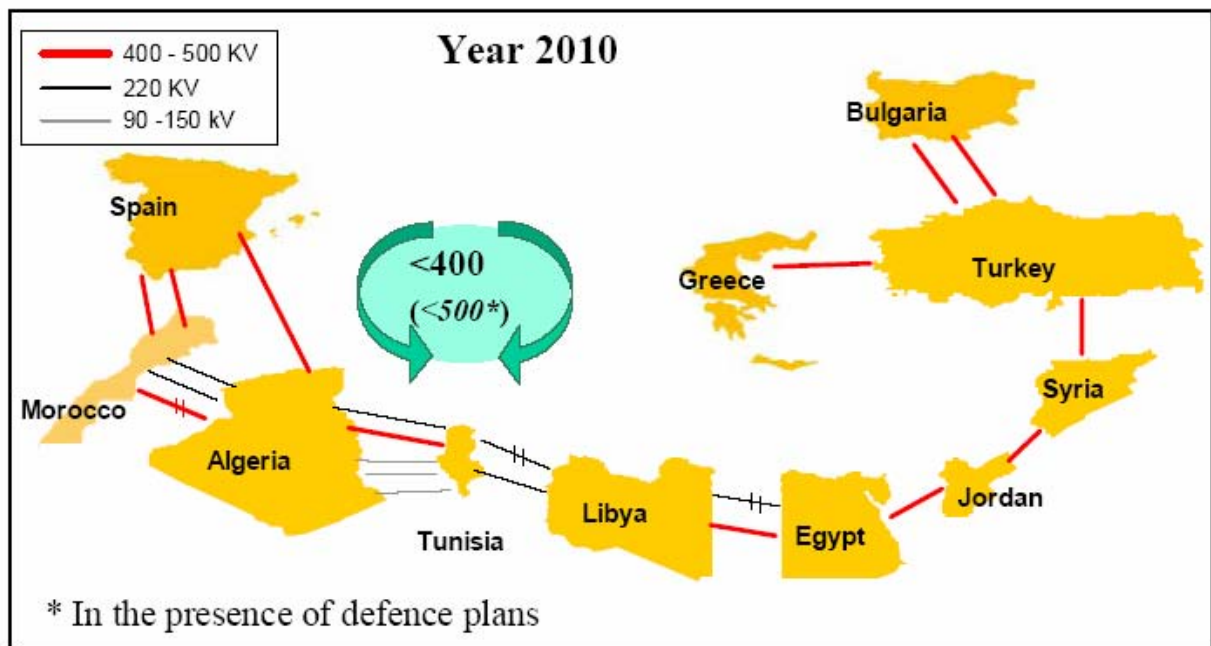 400 - 500 KV
220 KV
90 -150 kV
Year 2010
Bulgaria
Spain
<400
(<500*)
Greece
Turkey
Syria
Morocco
Algeria
Jordan
Libya
Egypt
Tunisia
* In the presence of defence plans